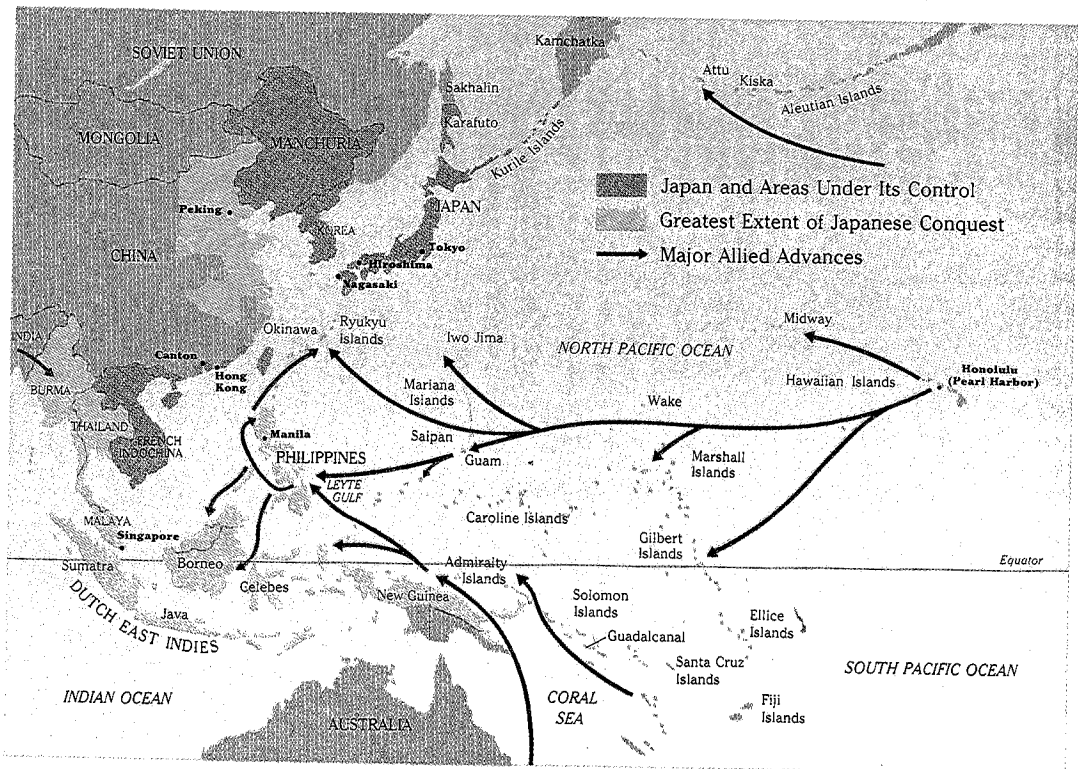 SOVIET UNION
Kamchatka
Attu
Kiska
Aleutian Islands
Sakhalin
Karafuto
Kurile Islands
MONGOLIA
MANCHURIA
Japan and Areas Under Its Control
Greatest Extent of Japanese Conquest
Major Allied Advances
Peking
JAPAN
KOREA
Tokyo
Hiroshima
Nagasaki
CHINA
Okinawa
Ryukyu
Islands
Iwo Jima
NORTH PACIFIC OCEAN
Midway
Honolulu
(Pearl Harbor)
Hawaiian Islands
INDIA
BURMA
Canton
Hong
Kong
Mariana
Islands
Wake
THAILAND
FRENCH
INDOCHINA
Manila
PHILIPPINES
Saipan
Guam
LEYTE
GULF
Marshall
Islands
Caroline Islands
MALAYA
Singapore
Gilbert
Islands
Equator
Sumatra
Borneo
Celebes
Admiralty
Islands
New Guinea
DUTCH EAST INDIES
Java
Solomon
Islands
Guadalcanal
Ellice
Islands
Santa Cruz
Islands
SOUTH PACIFIC OCEAN
INDIAN OCEAN
CORAL
SEA
Fiji
Islands
AUSTRALIA